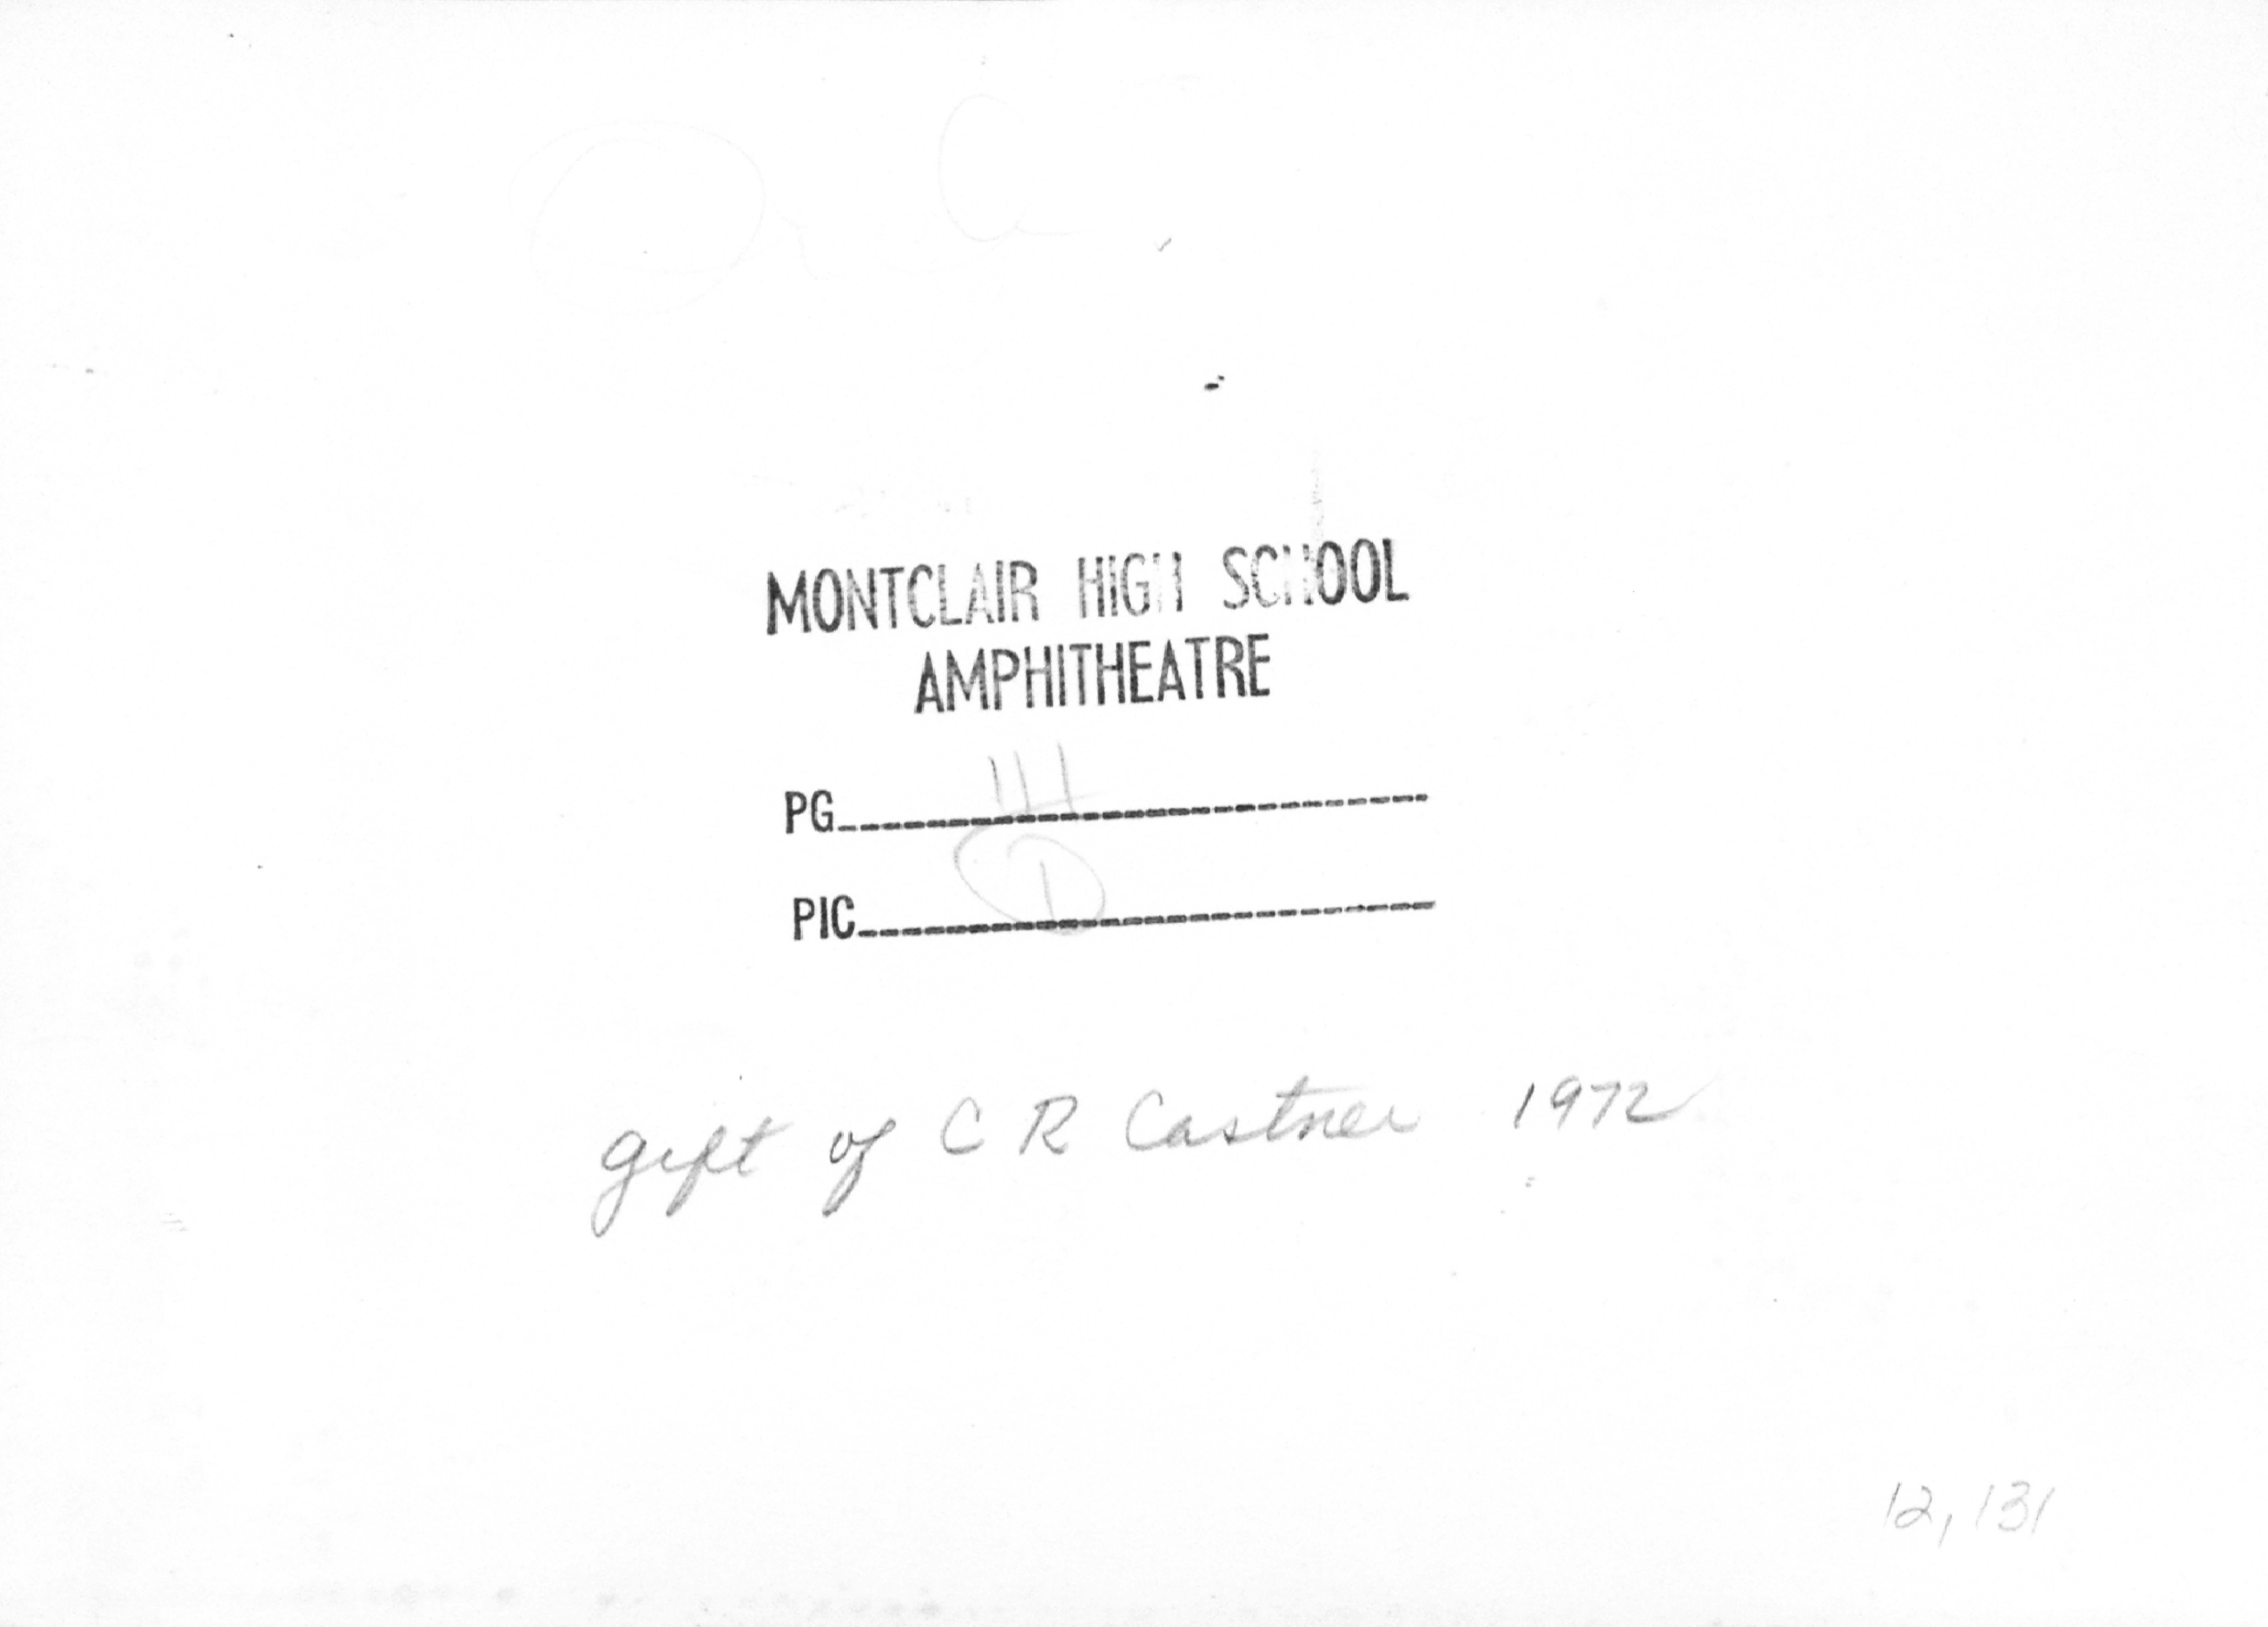 MONTCLAIR HIGH SCHOOL
AMPHITHEATRE
PG
PIC
gift of C R Castner 1972
12,131